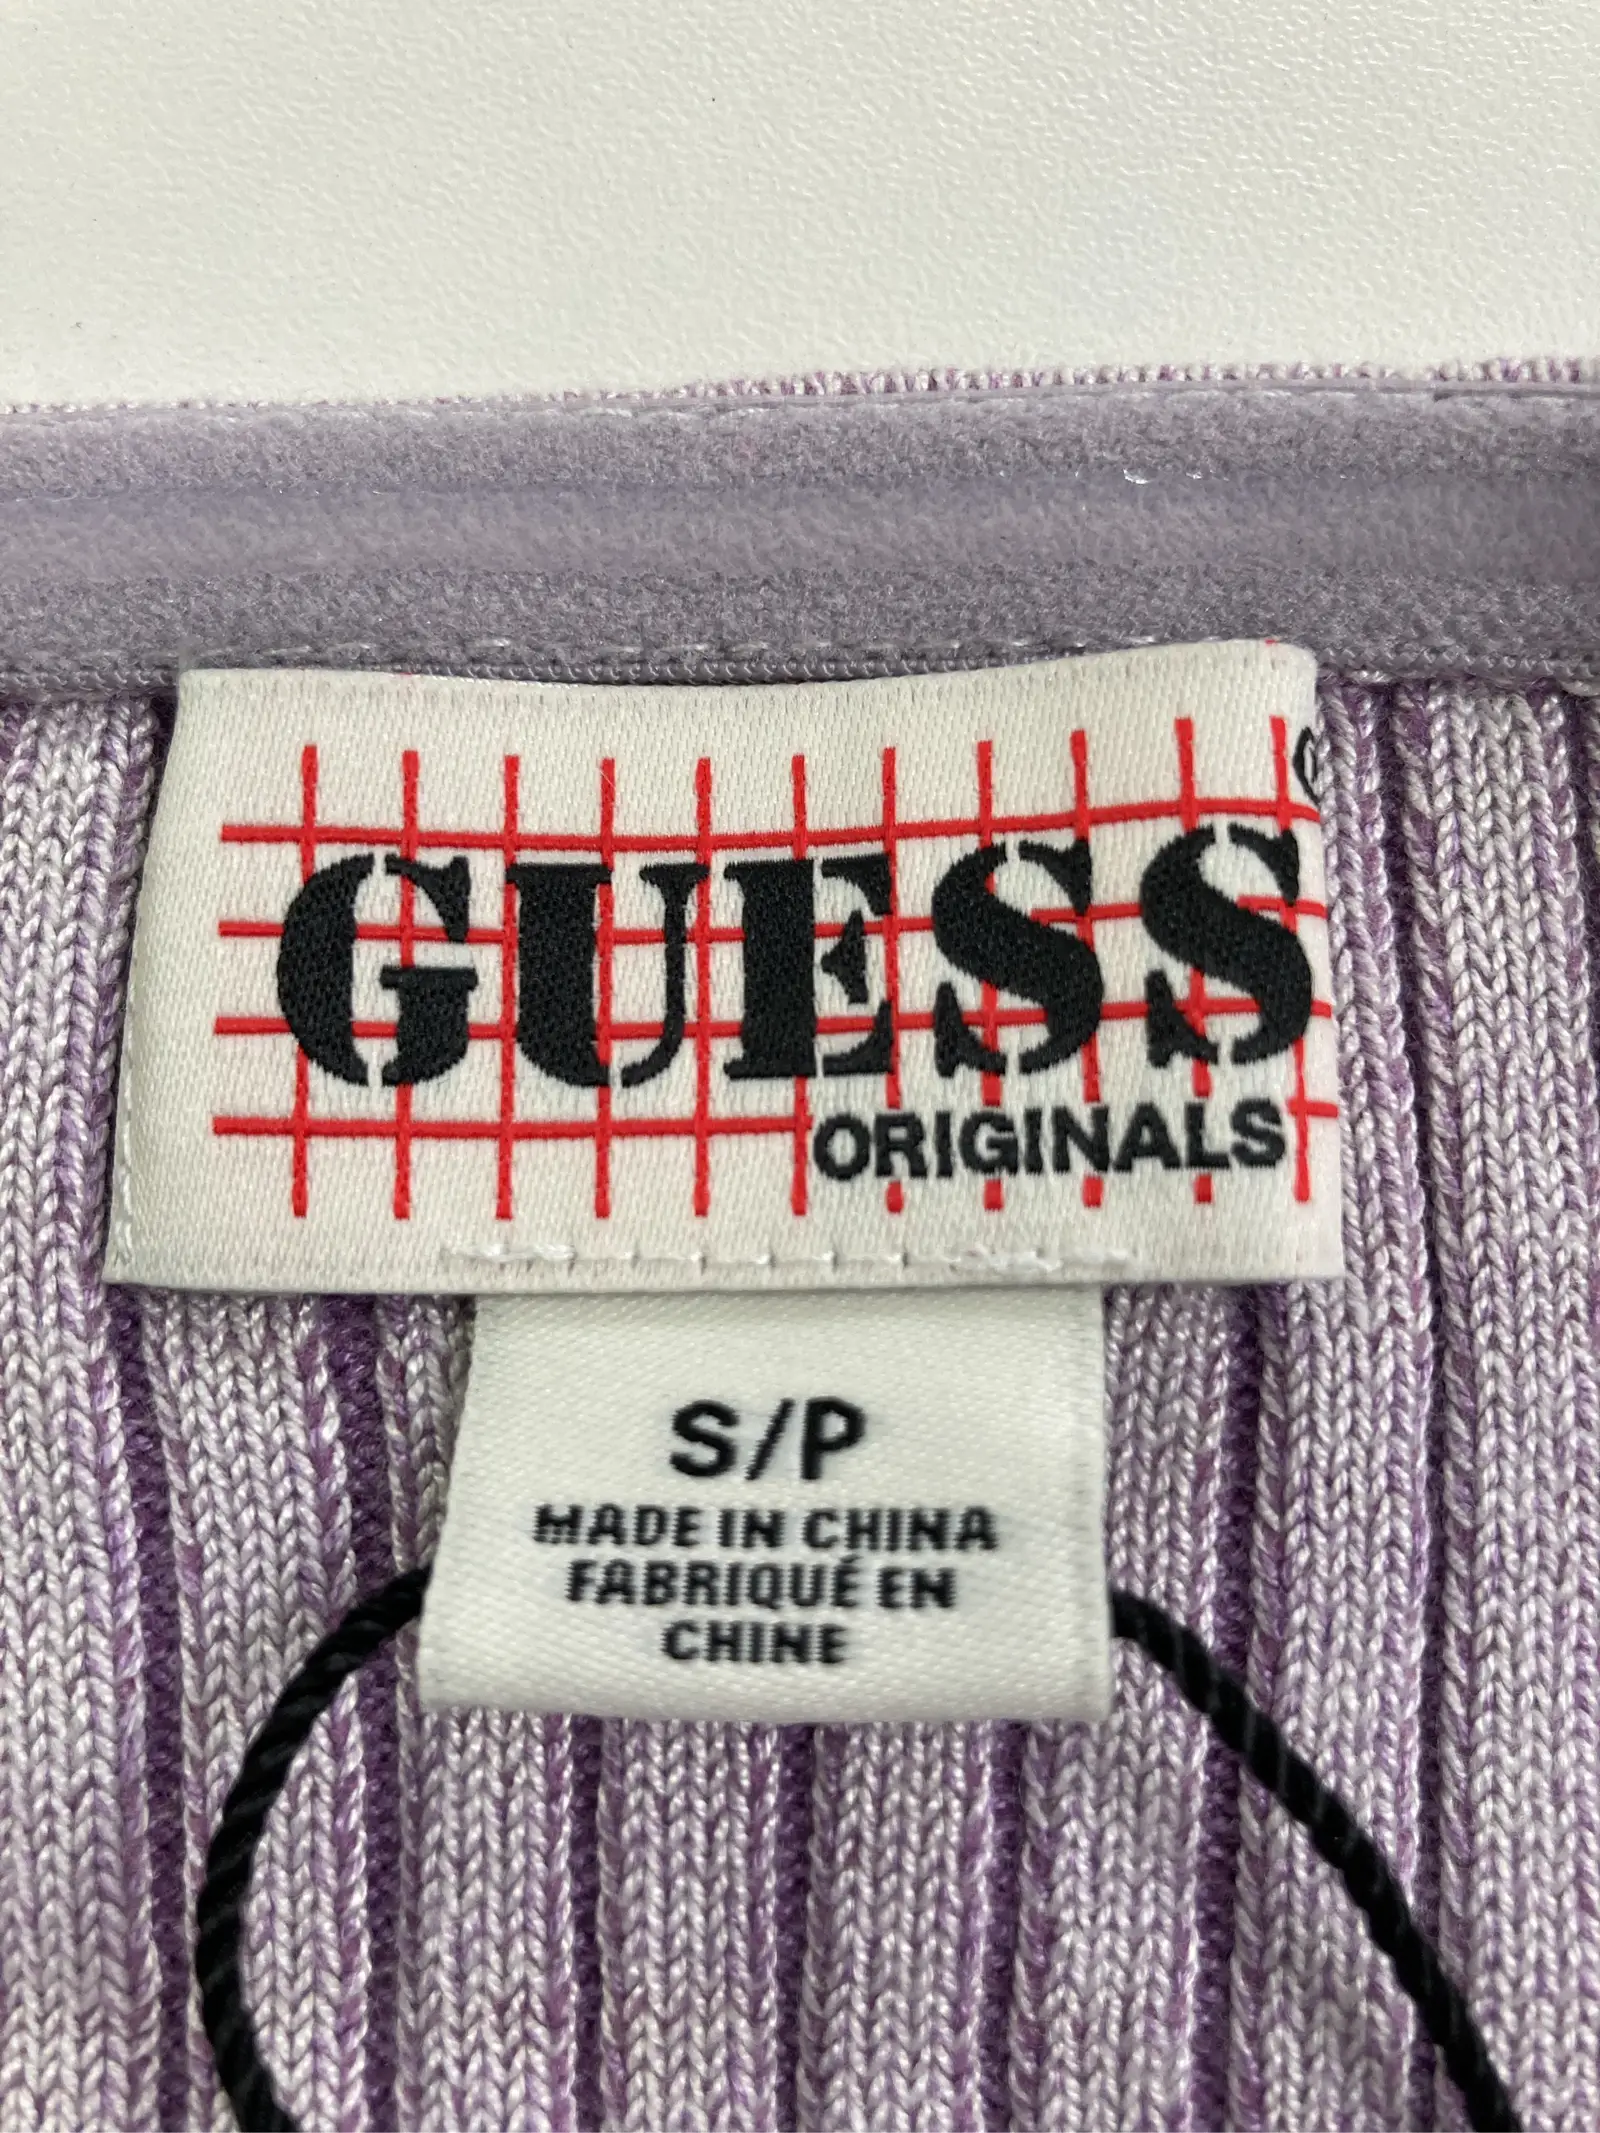 GUESS
ORIGINALS
S/P
MADE IN CHINA
FABRIQUÉ EN
CHINE